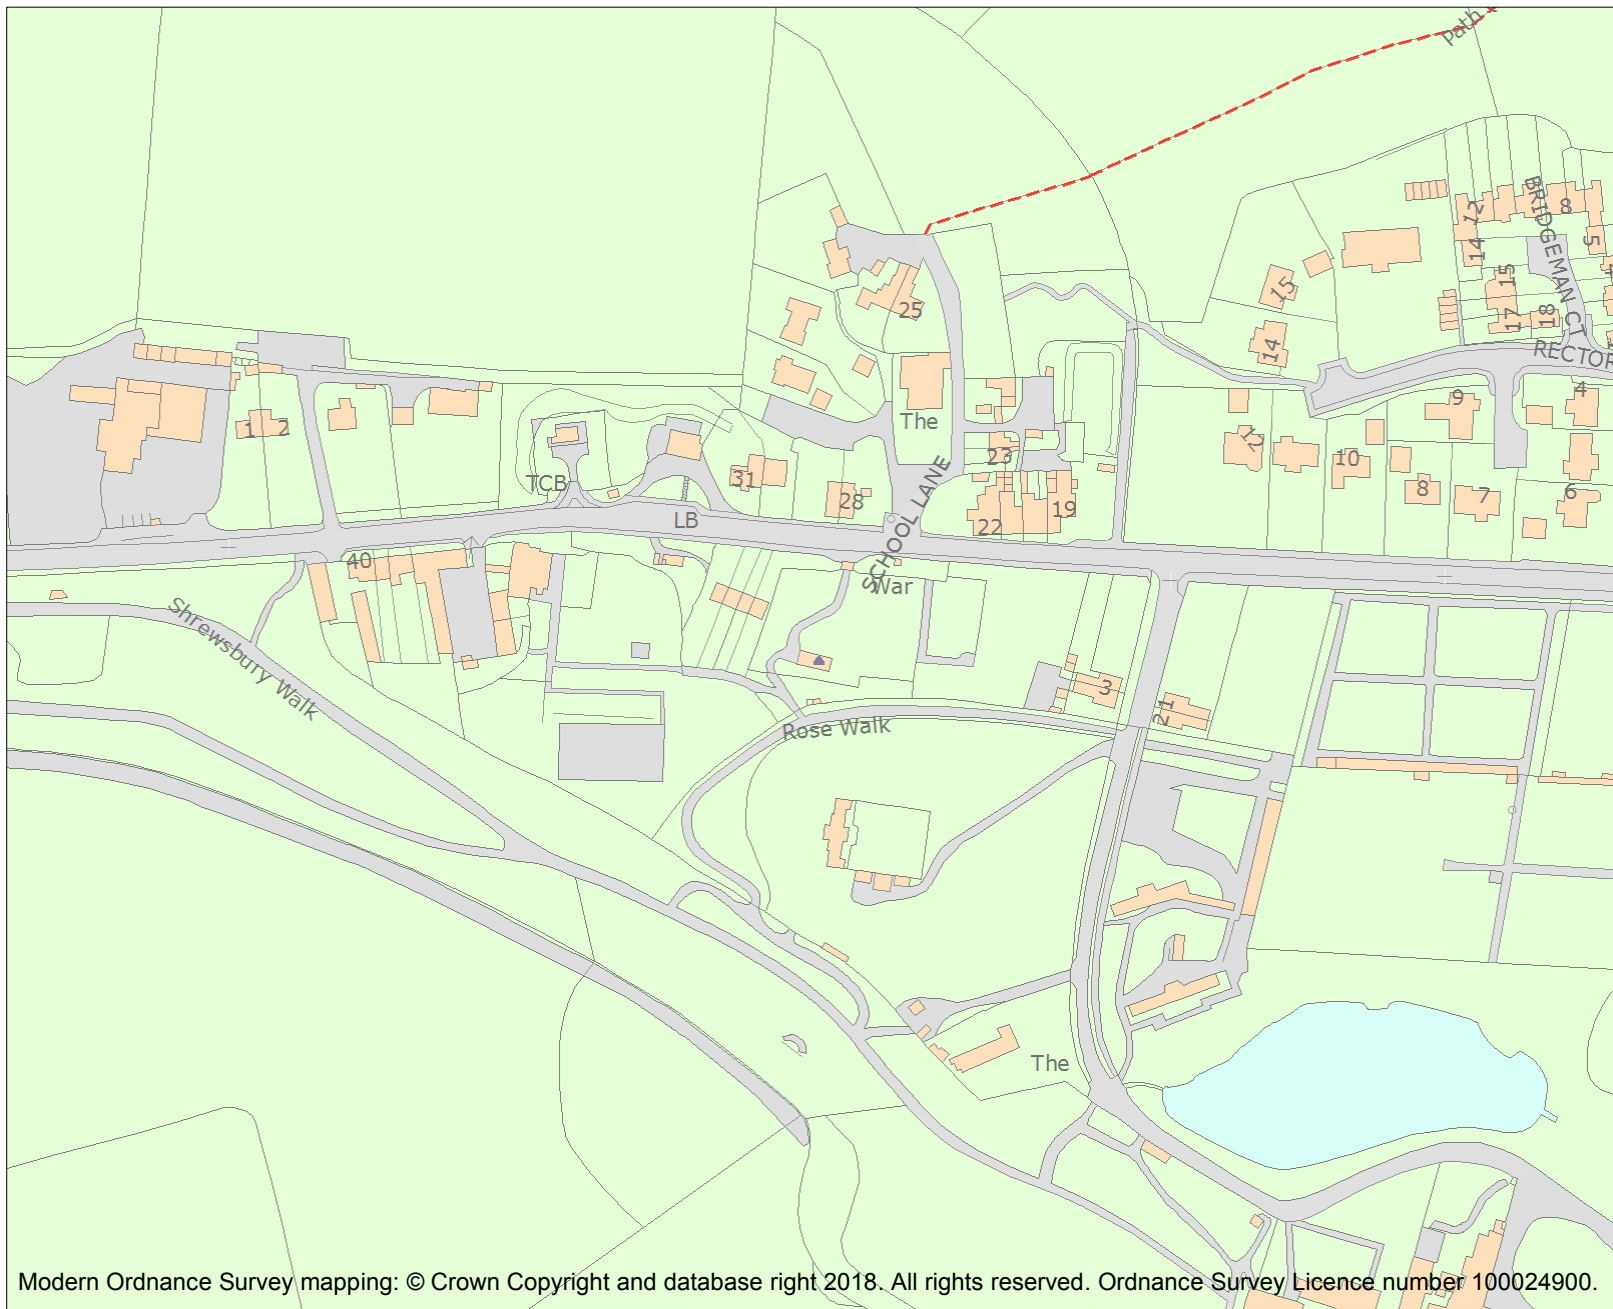 Path
12
BRIDGEMAN CT
8
5
14
15
15
25
17
18
14
RECTOR
4
9
The
1
2
12
23
10
TCB
31
28
8
7
6
19
LB
22
SCHOOL LANE
40
War
Shrewsbury Walk
3
1
2
Rose Walk
The
Modern Ordnance Survey mapping: © Crown Copyright and database right 2018. All rights reserved. Ordnance Survey Licence number 100024900.